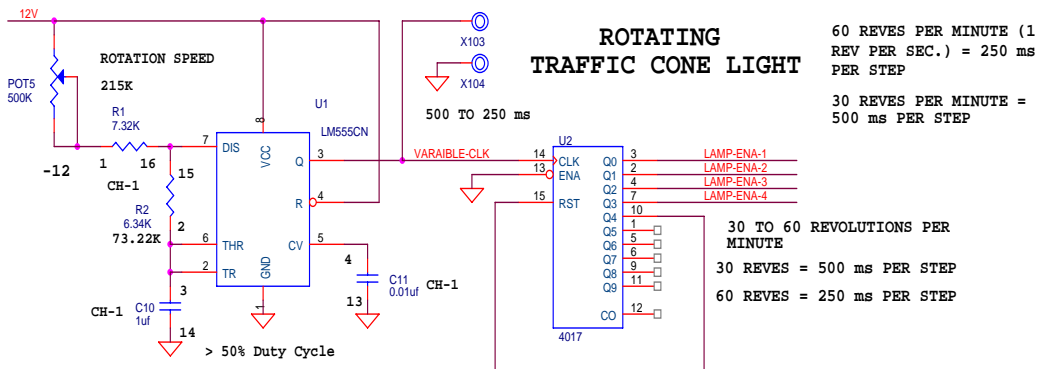 12V
X103
X104
ROTATING
TRAFFIC CONE LIGHT
60 REVES PER MINUTE (1
REV PER SEC.) = 250 ms
PER STEP
30 REVES PER MINUTE =
500 ms PER STEP
ROTATION SPEED
215K
POT5
500K
R1
7.32K
-12
1
16
CH-1
15
R2
6.34K
2
73.22K
3
CH-1
C10
1uf
14
> 50% Duty Cycle
U1
LM555CN
7
DIS
8
VCC
Q
3
R
4
6
THR
CV
5
2
TR
GND
1
4
C11
0.01uf
CH-1
13
500 TO 250 ms
VARAIBLE-CLK
U2
14
CLK
13
ENA
15
RST
Q0
3
LAMP-ENA-1
Q1
2
LAMP-ENA-2
Q2
4
LAMP-ENA-3
Q3
7
LAMP-ENA-4
Q4
10
Q5
1
Q6
5
Q7
6
Q8
9
Q9
11
CO
12
4017
30 TO 60 REVOLUTIONS PER
MINUTE
30 REVES = 500 ms PER STEP
60 REVES = 250 ms PER STEP